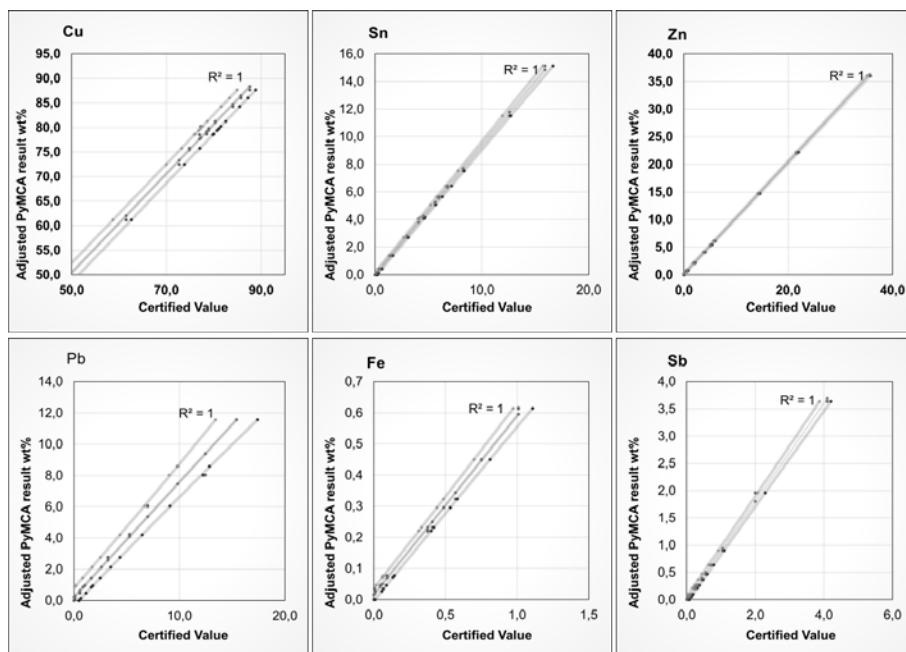 Cu
Adjusted PyMCA result wt%
95,0
90,0
85,0
80,0
75,0
70,0
65,0
60,0
55,0
50,0
R² = 1
50,0 70,0 90,0
Certified Value
Sn
Adjusted PyMCA result wt%
16,0
14,0
12,0
10,0
8,0
6,0
4,0
2,0
0,0
R² = 1
0,0 10,0 20,0
Certified Value
Zn
Adjusted PyMCA result wt%
40,0
35,0
30,0
25,0
20,0
15,0
10,0
5,0
0,0
R² = 1
0,0 20,0 40,0
Certified Value
Pb
Adjusted PyMCA result wt%
14,0
12,0
10,0
8,0
6,0
4,0
2,0
0,0
R² = 1
0,0 10,0 20,0
Certified Value
Fe
Adjusted PyMCA result wt%
0,7
0,6
0,5
0,4
0,3
0,2
0,1
0,0
R² = 1
0,0 0,5 1,0 1,5
Certified Value
Sb
Adjusted PyMCA result wt%
4,0
3,5
3,0
2,5
2,0
1,5
1,0
0,5
0,0
R² = 1
0,0 2,0 4,0 6,0
Certified Value